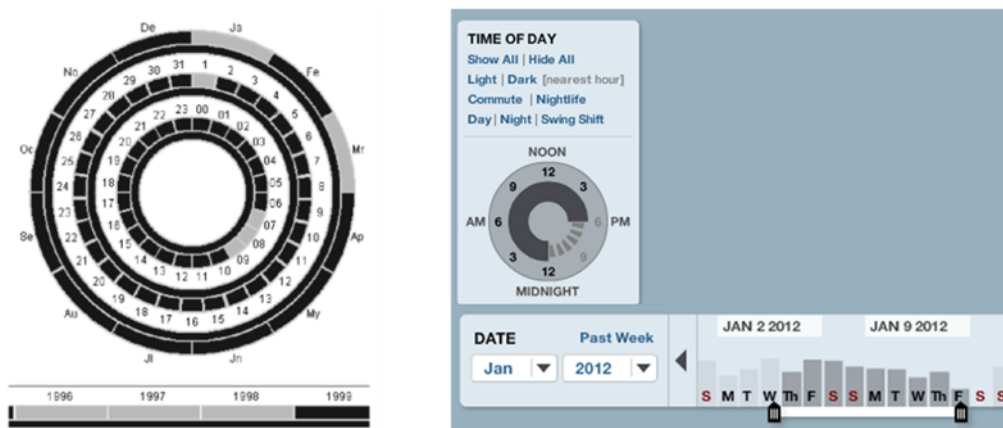 De Ja
No Fe
Oc Mr
Se Ap
Au My
Jl Jn
31 1 2 3 4 5 6 7 8 9 10 11 12 13 14 15 16 17 18 19 20 21 22 23 24 25 26 27 28 29 30
00 01 02 03 04 05 06 07 08 09 10 11 12 13 14 15 16 17 18 19 20 21 22 23
1996 1997 1998 1999
TIME OF DAY
Show All | Hide All
Light | Dark [nearest hour]
Commute | Nightlife
Day | Night | Swing Shift
NOON
12
9 3
AM 6 6 PM
3 9
12
MIDNIGHT
DATE Past Week
Jan 2012
JAN 2 2012 JAN 9 2012
S M T W Th F S S M T W Th F S S